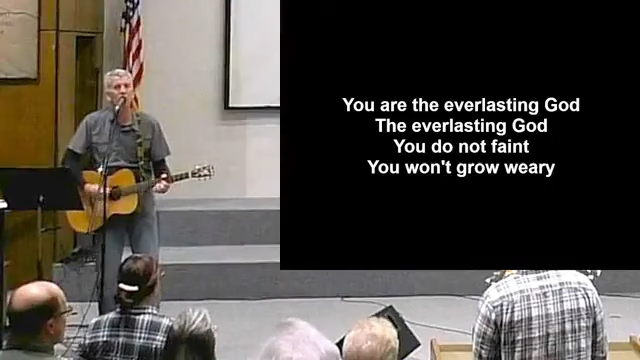 You are the everlasting God
The everlasting God
You do not faint
You won't grow weary